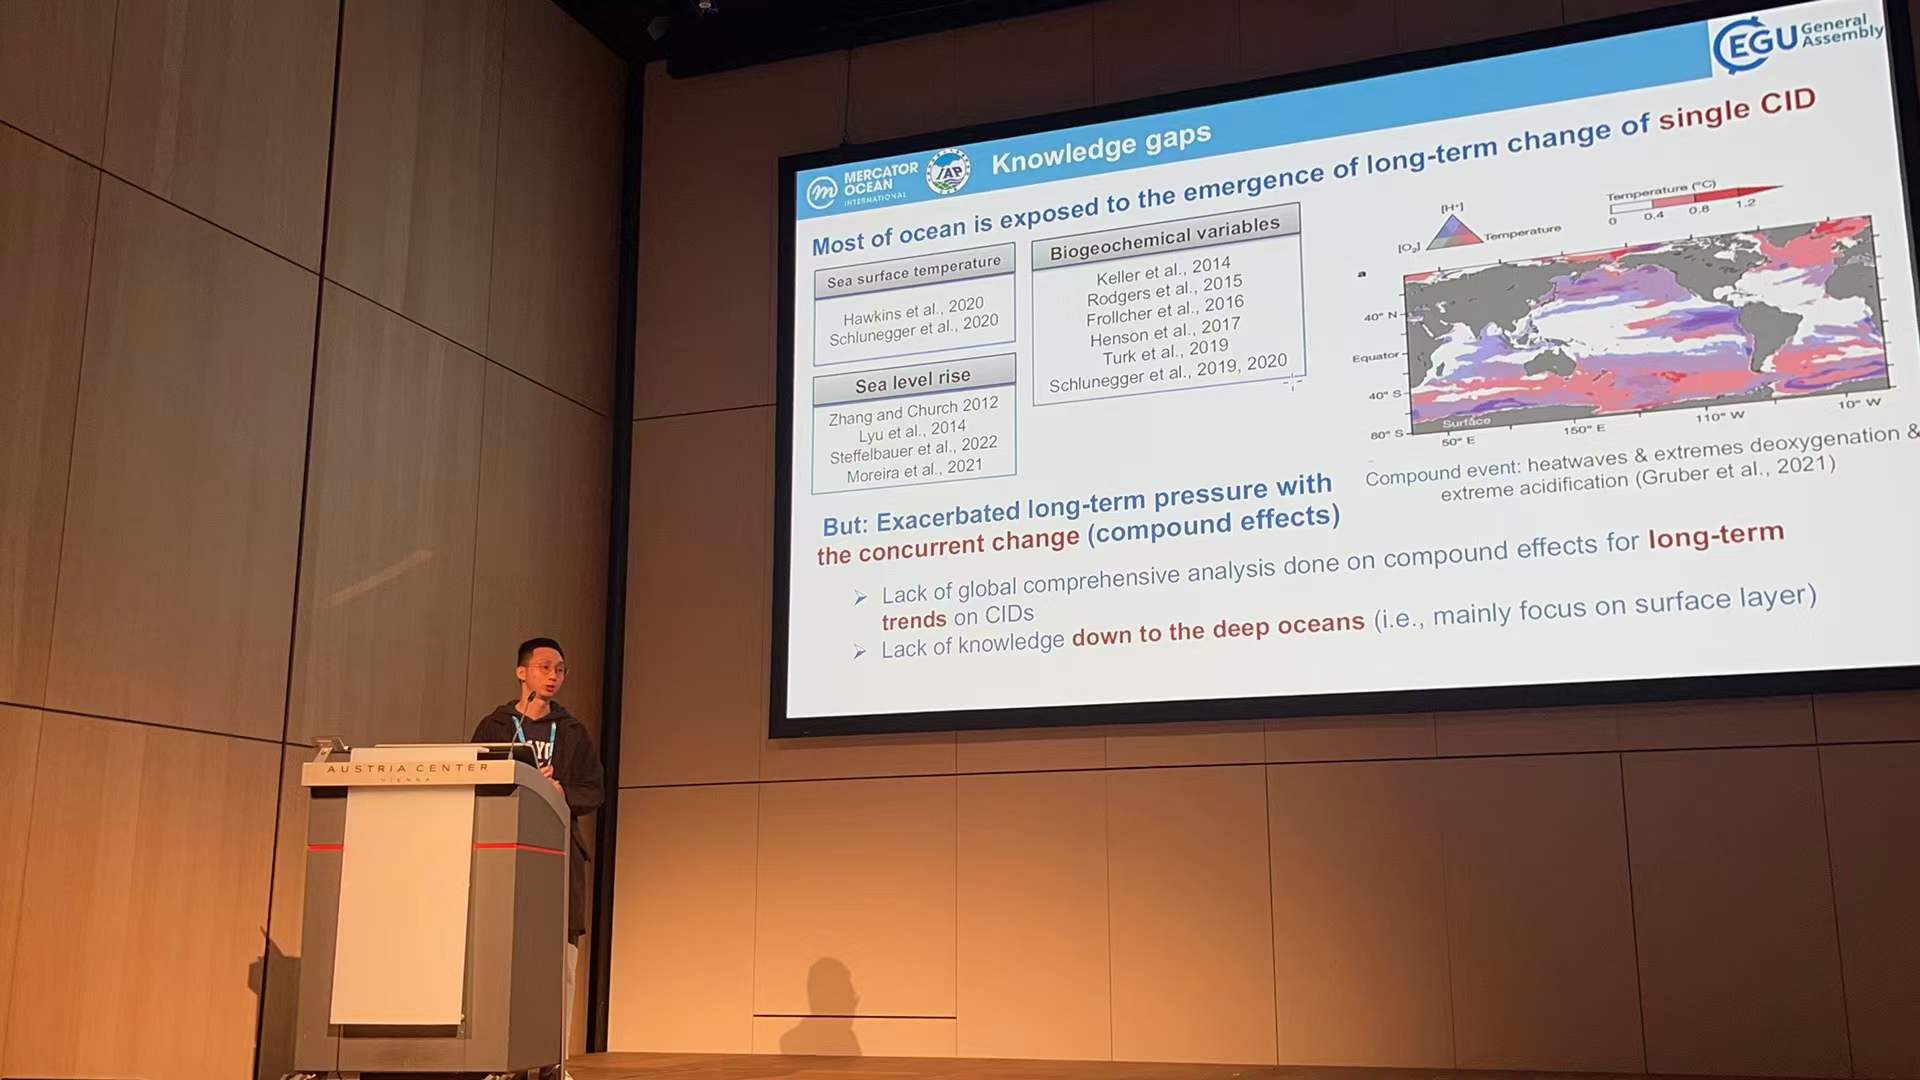 EGU General
Assembly
MERCATOR
OCEAN
INTERNATIONAL
IAP
Knowledge gaps
Most of ocean is exposed to the emergence of long-term change of single CID
Sea surface temperature
Hawkins et al., 2020
Schlunegger et al., 2020
Sea level rise
Zhang and Church 2012
Lyu et al., 2014
Steffelbauer et al., 2022
Moreira et al., 2021
Biogeochemical variables
Keller et al., 2014
Rodgers et al., 2015
Frollcher et al., 2016
Henson et al., 2017
Turk et al., 2019
Schlunegger et al., 2019, 2020
[H⁺]
[O₂]
Temperature
Temperature (°C)
0 0.4 0.8 1.2
a
40° N
Equator
40° S
80° S
Surface
50° E 150° E 110° W 10° W
Compound event: heatwaves & extremes deoxygenation &
extreme acidification (Gruber et al., 2021)
But: Exacerbated long-term pressure with
the concurrent change (compound effects)
Lack of global comprehensive analysis done on compound effects for long-term
trends on CIDs
Lack of knowledge down to the deep oceans (i.e., mainly focus on surface layer)
AUSTRIA CENTER
VIENNA